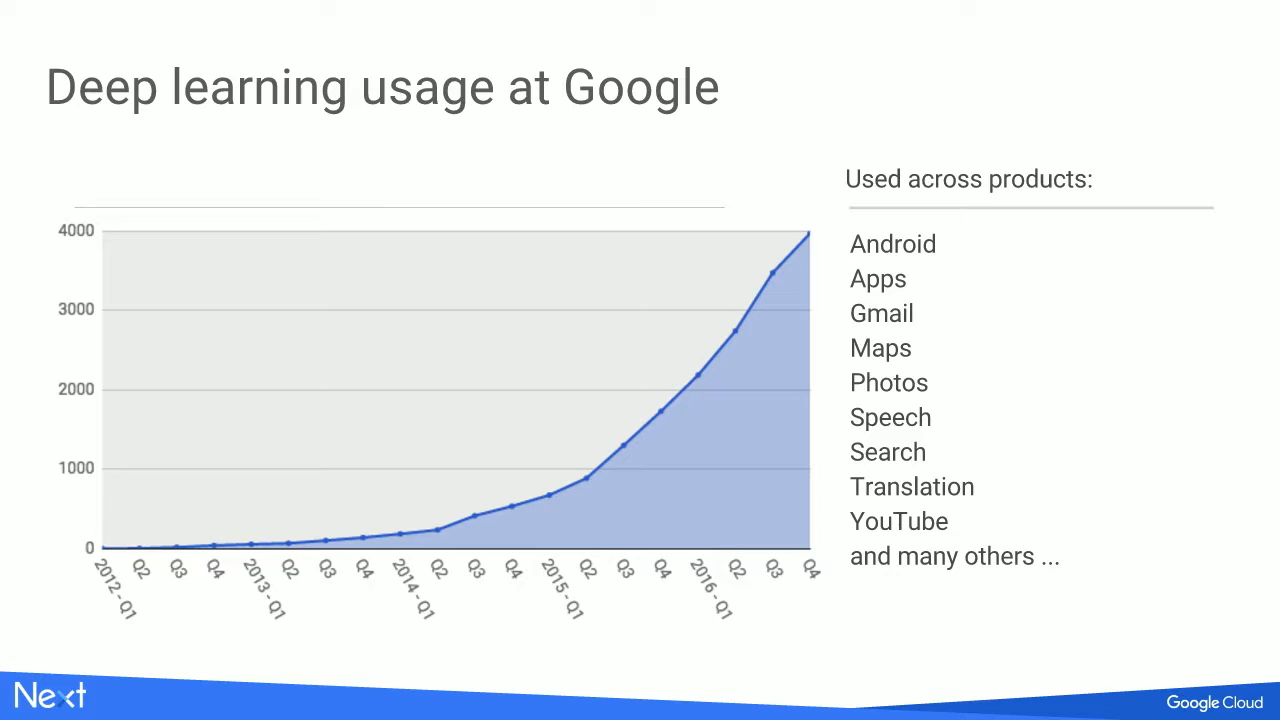 Deep learning usage at Google
4000
3000
2000
1000
0
2012 - Q1
Q2
Q3
Q4
2013 - Q1
Q2
Q3
Q4
2014 - Q1
Q2
Q3
Q4
2015 - Q1
Q2
Q3
Q4
2016 - Q1
Q2
Q3
Q4
Used across products:
Android
Apps
Gmail
Maps
Photos
Speech
Search
Translation
YouTube
and many others ...
Next
Google Cloud